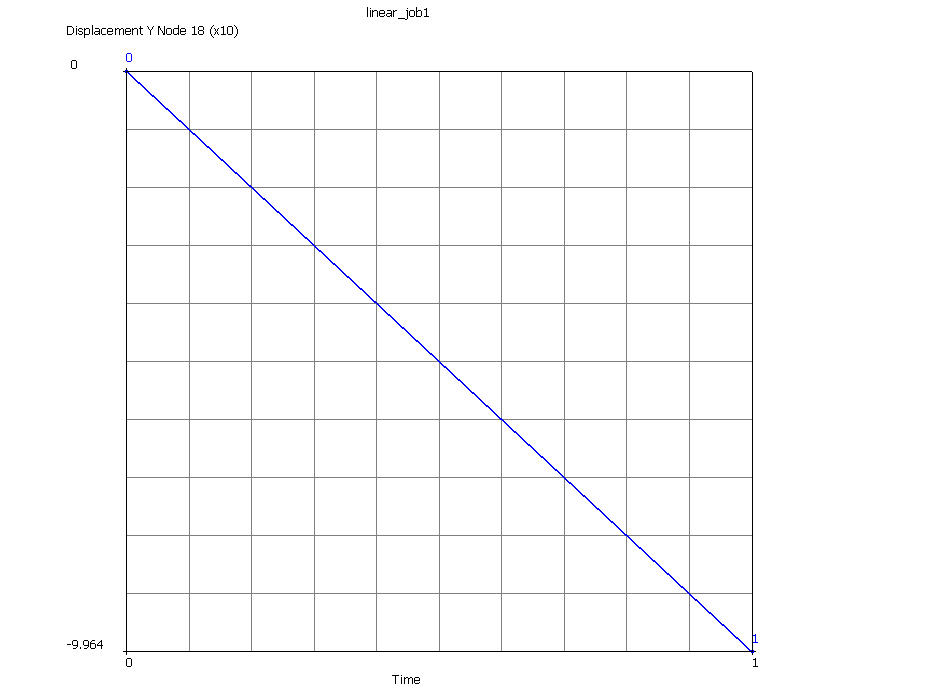 linear_job1
Displacement Y Node 18 (x10)
0
0
1
-9.964
0
1
Time